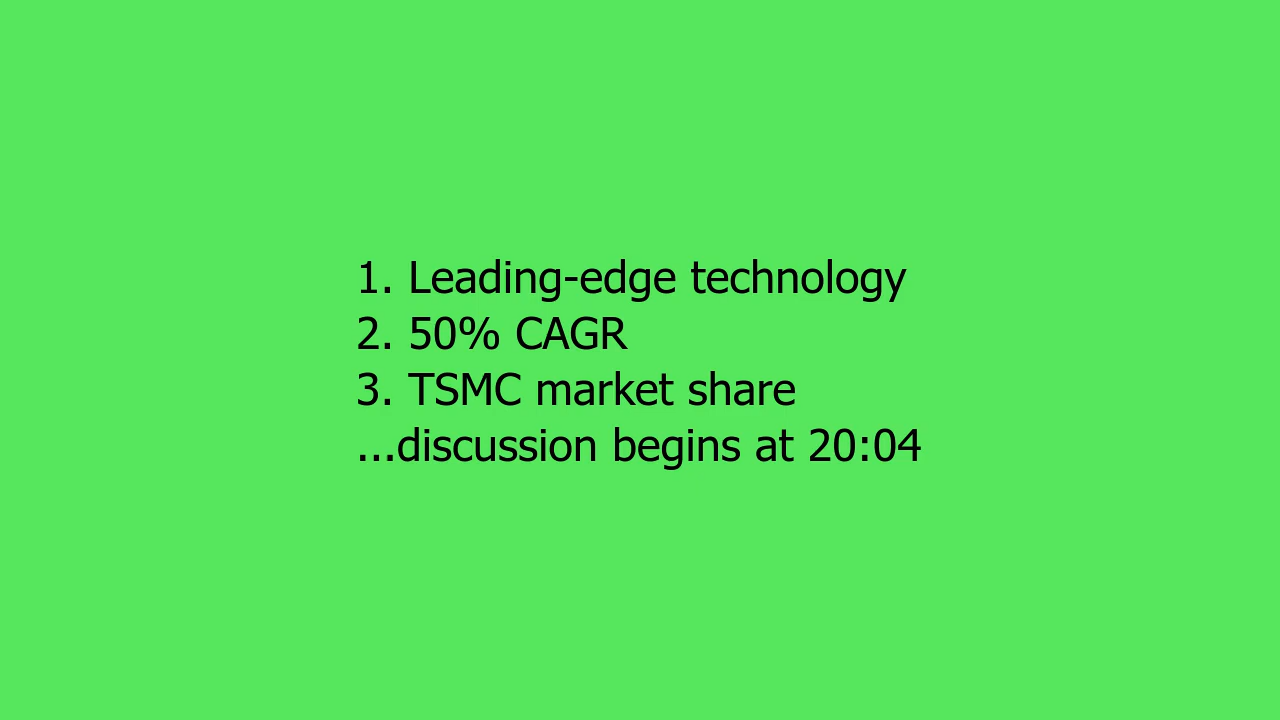 1. Leading-edge technology
2. 50% CAGR
3. TSMC market share
...discussion begins at 20:04